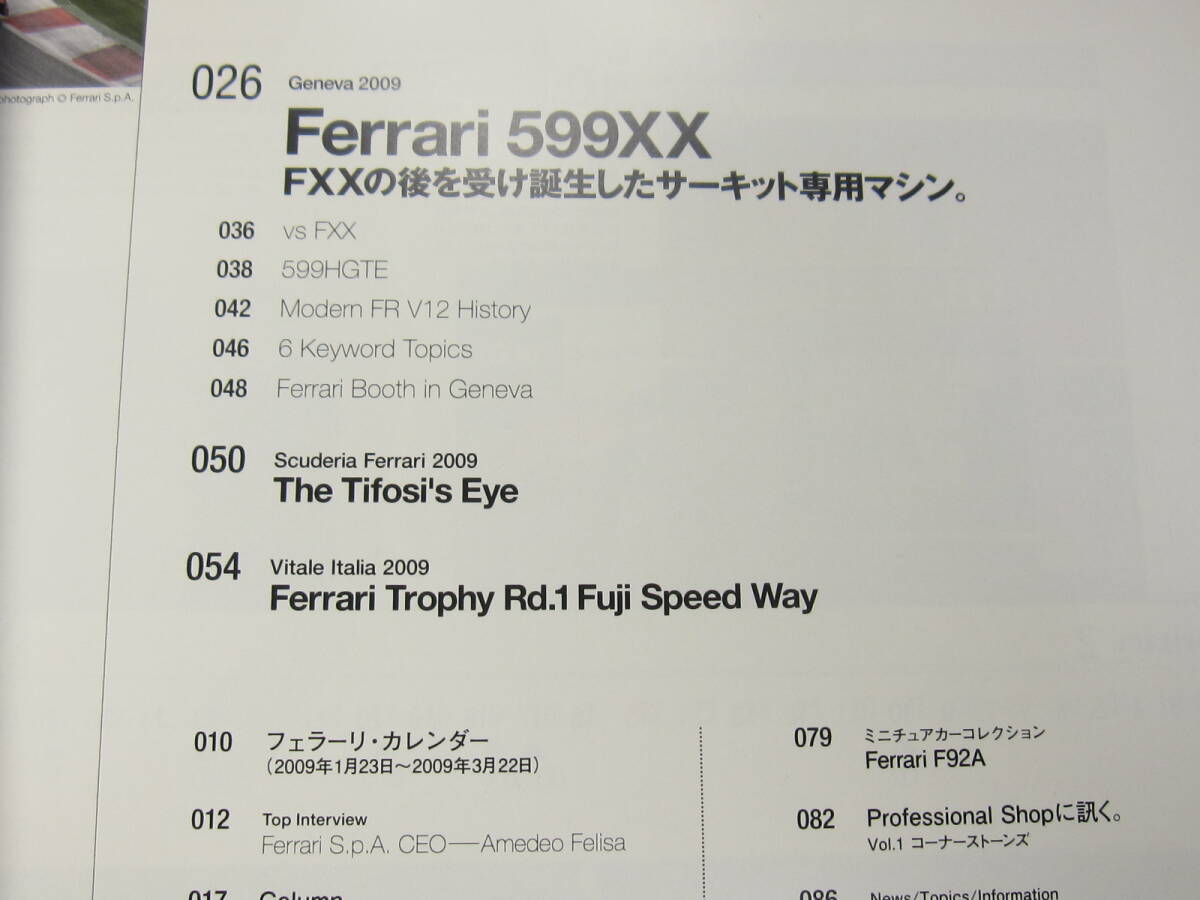 photograph © Ferrari S.p.A.
026 Geneva 2009
Ferrari 599XX
FXXの後を受け誕生したサーキット専用マシン。
036 vs FXX
038 599HGTE
042 Modern FR V12 History
046 6 Keyword Topics
048 Ferrari Booth in Geneva
050 Scuderia Ferrari 2009
The Tifosi's Eye
054 Vitale Italia 2009
Ferrari Trophy Rd.1 Fuji Speed Way
010 フェラーリ・カレンダー
（2009年1月23日～2009年3月22日）
012 Top Interview
Ferrari S.p.A. CEO——Amedeo Felisa
017 Column
079 ミニチュアカーコレクション
Ferrari F92A
082 Professional Shopに訊く。
Vol.1 コーナーストーンズ
086 News/Topics/Information